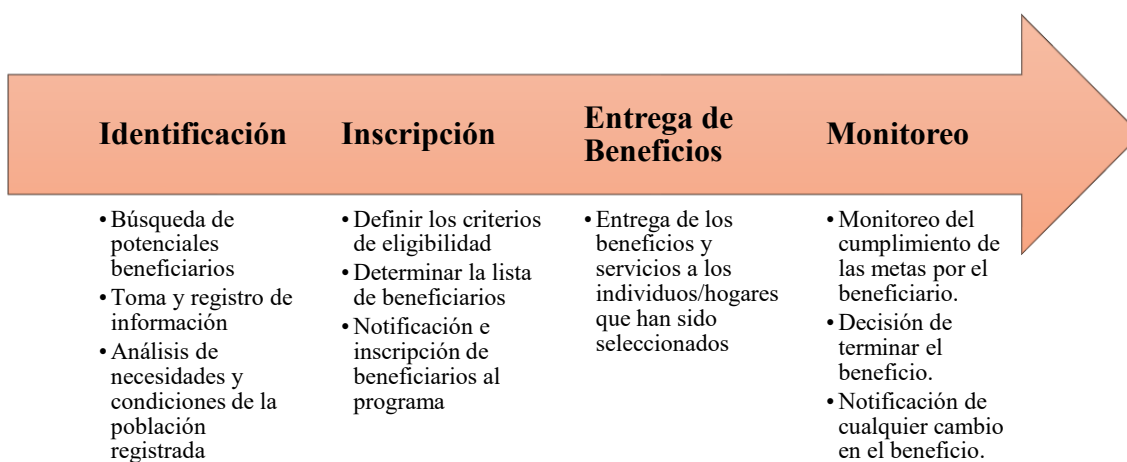 Identificación
Inscripción
Entrega de
Beneficios
Monitoreo
• Búsqueda de
potenciales
beneficiarios
• Toma y registro de
información
• Análisis de
necesidades y
condiciones de la
población
registrada
• Definir los criterios
de eligibilidad
• Determinar la lista
de beneficiarios
• Notificación e
inscripción de
beneficiarios al
programa
• Entrega de los
beneficios y
servicios a los
individuos/hogares
que han sido
seleccionados
• Monitoreo del
cumplimiento de
las metas por el
beneficiario.
• Decisión de
terminar el
beneficio.
• Notificación de
cualquier cambio
en el beneficio.